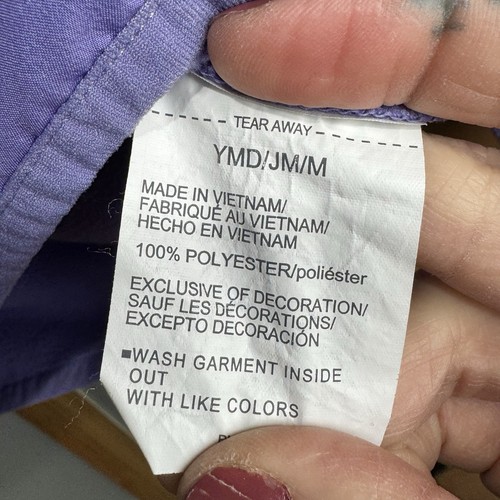 TEAR AWAY
YMD/JM/M
MADE IN VIETNAM/
FABRIQUÉ AU VIETNAM/
HECHO EN VIETNAM
100% POLYESTER/poliéster
EXCLUSIVE OF DECORATION/
SAUF LES DÉCORATIONS/
EXCEPTO DECORACIÓN
■WASH GARMENT INSIDE
OUT
WITH LIKE COLORS